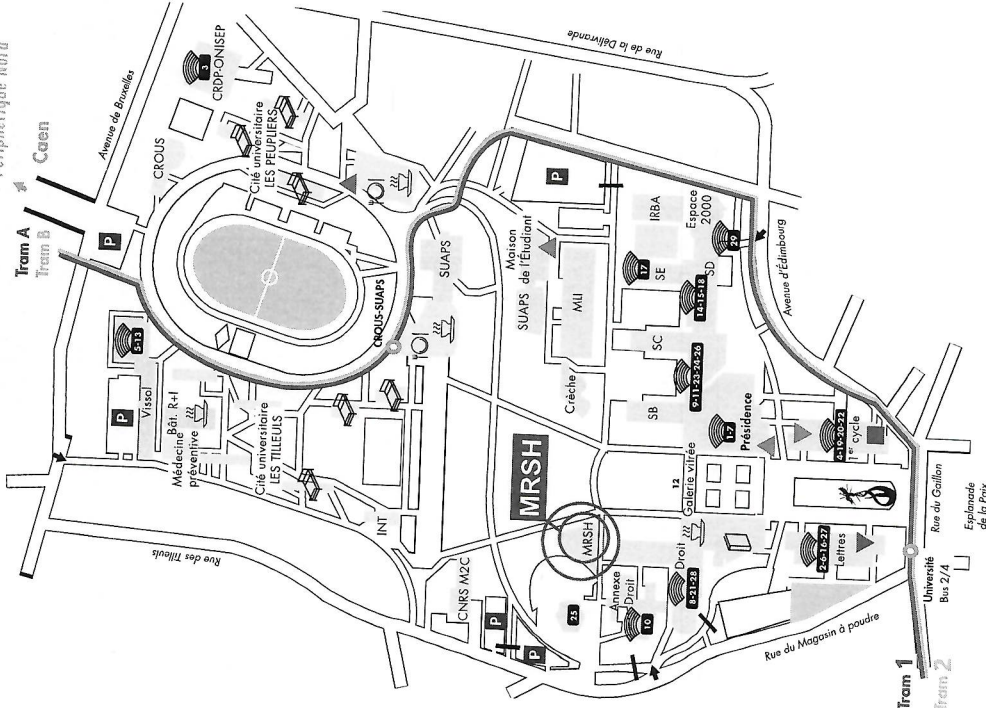 Périphérique Nord
Caen
Tram A
Tram B
Avenue de Bruxelles
Rue de la Délivrande
3
CRDP-ONISEP
CROUS
P
Cité universitaire
LES PEUPLIERS
5-13
Vissol
P
Bât. R+I
Médecine
préventive
Cité universitaire
LES TILLEULS
Rue des Tilleuls
CROUS-SUAPS
SUAPS
P
Maison
de l'Étudiant
SUAPS
MLI
Crèche
IRBA
Espace
2000
17
SE
29
SD
14-15-18
SC
9-11-23-24-26
SB
Avenue d'Édimbourg
INT
CNRS M2C
P
P
MRSH
MRSH
25
Annexe
Droit
10
Droit
8-21-28
12
Galerie vitrée
1-7
Présidence
4-19-20-22
1er
cycle
2-6-16-27
Lettres
Rue du Magasin à poudre
Rue du Gaillon
Université
Bus 2/4
Esplanade
de la Paix
Tram 1
Tram 2